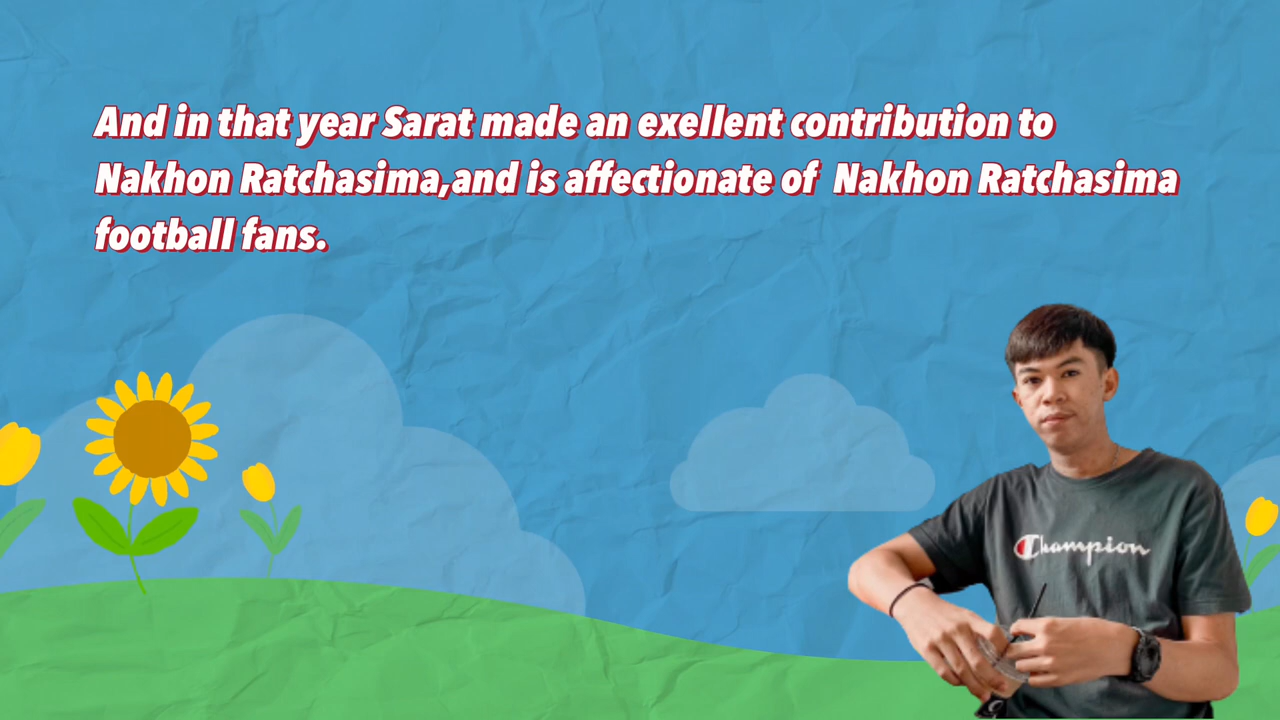 And in that year Sarat made an exellent contribution to
Nakhon Ratchasima,and is affectionate of  Nakhon Ratchasima
football fans.
Champion